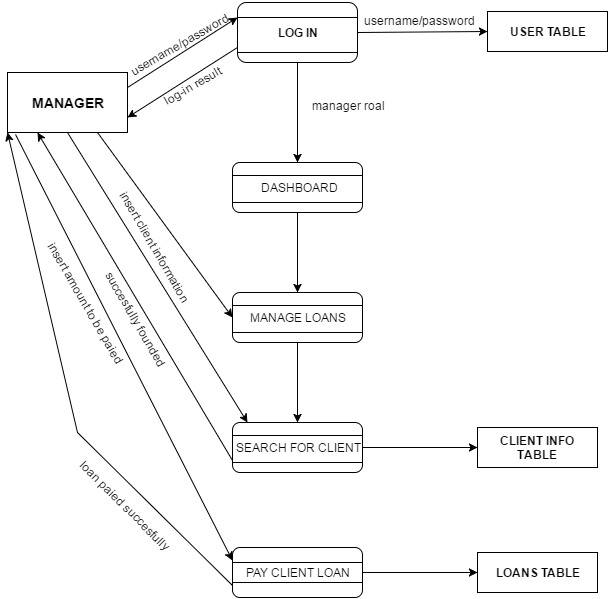 username/password
LOG IN
username/password
USER TABLE
log-in result
MANAGER
manager roal
DASHBOARD
insert client information
insert amount to be paied
succesfully founded
MANAGE LOANS
SEARCH FOR CLIENT
CLIENT INFO
TABLE
loan paied succesfully
PAY CLIENT LOAN
LOANS TABLE